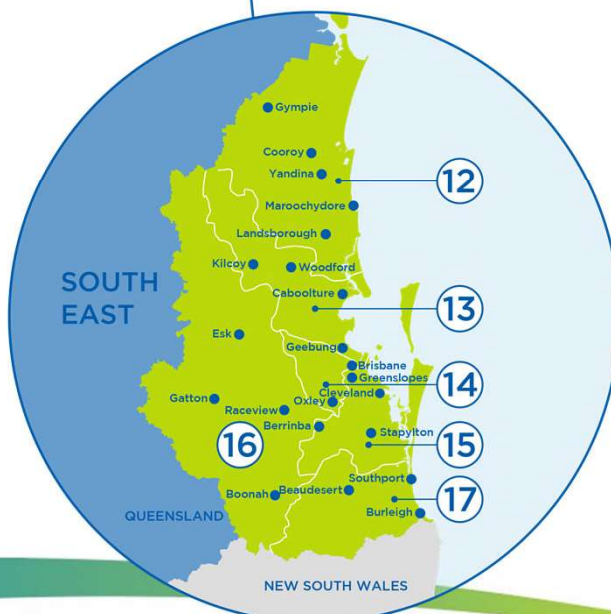 Gympie
Cooroy
Yandina
12
Maroochydore
Landsborough
Kilcoy
Woodford
SOUTH
EAST
Caboolture
13
Esk
Geebung
Brisbane
Greenslopes
14
Cleveland
Gatton
Oxley
Raceview
Berrinba
Stapylton
16
15
Southport
Beaudesert
17
Boonah
Burleigh
QUEENSLAND
NEW SOUTH WALES